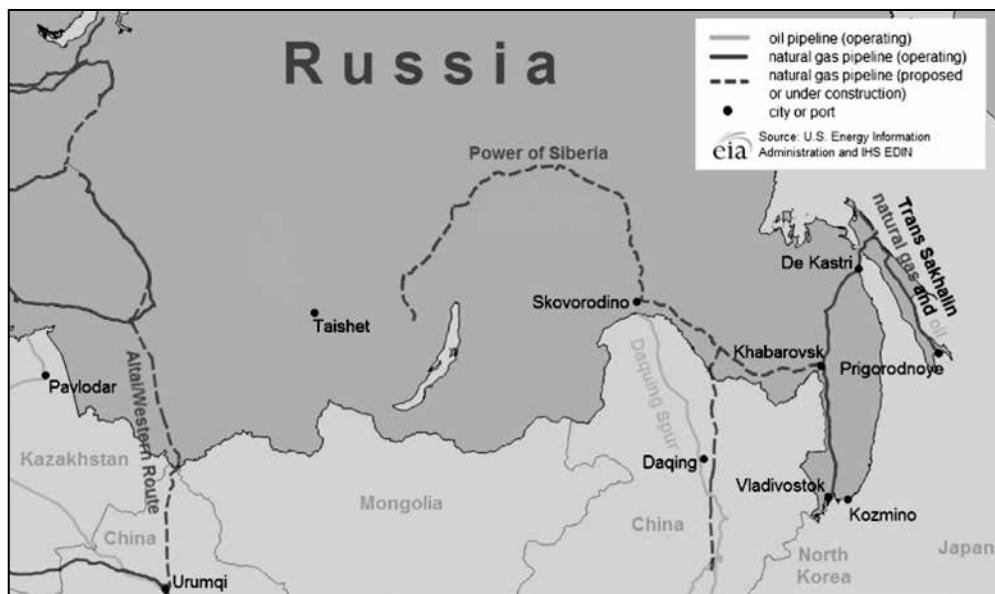 Russia
oil pipeline (operating)
natural gas pipeline (operating)
natural gas pipeline (proposed
or under construction)
city or port
eia
Source: U.S. Energy Information
Administration and IHS EDIN
Power of Siberia
Trans Sakhalin
natural gas and oil
De Kastri
Skovorodino
Taishet
Khabarovsk
Prigorodnoye
Pavlodar
Altai/Western Route
Daquing Spur
Kazakhstan
Daqing
Mongolia
Vladivostok
China
Kozmino
China
North
Korea
Japan
Urumqi